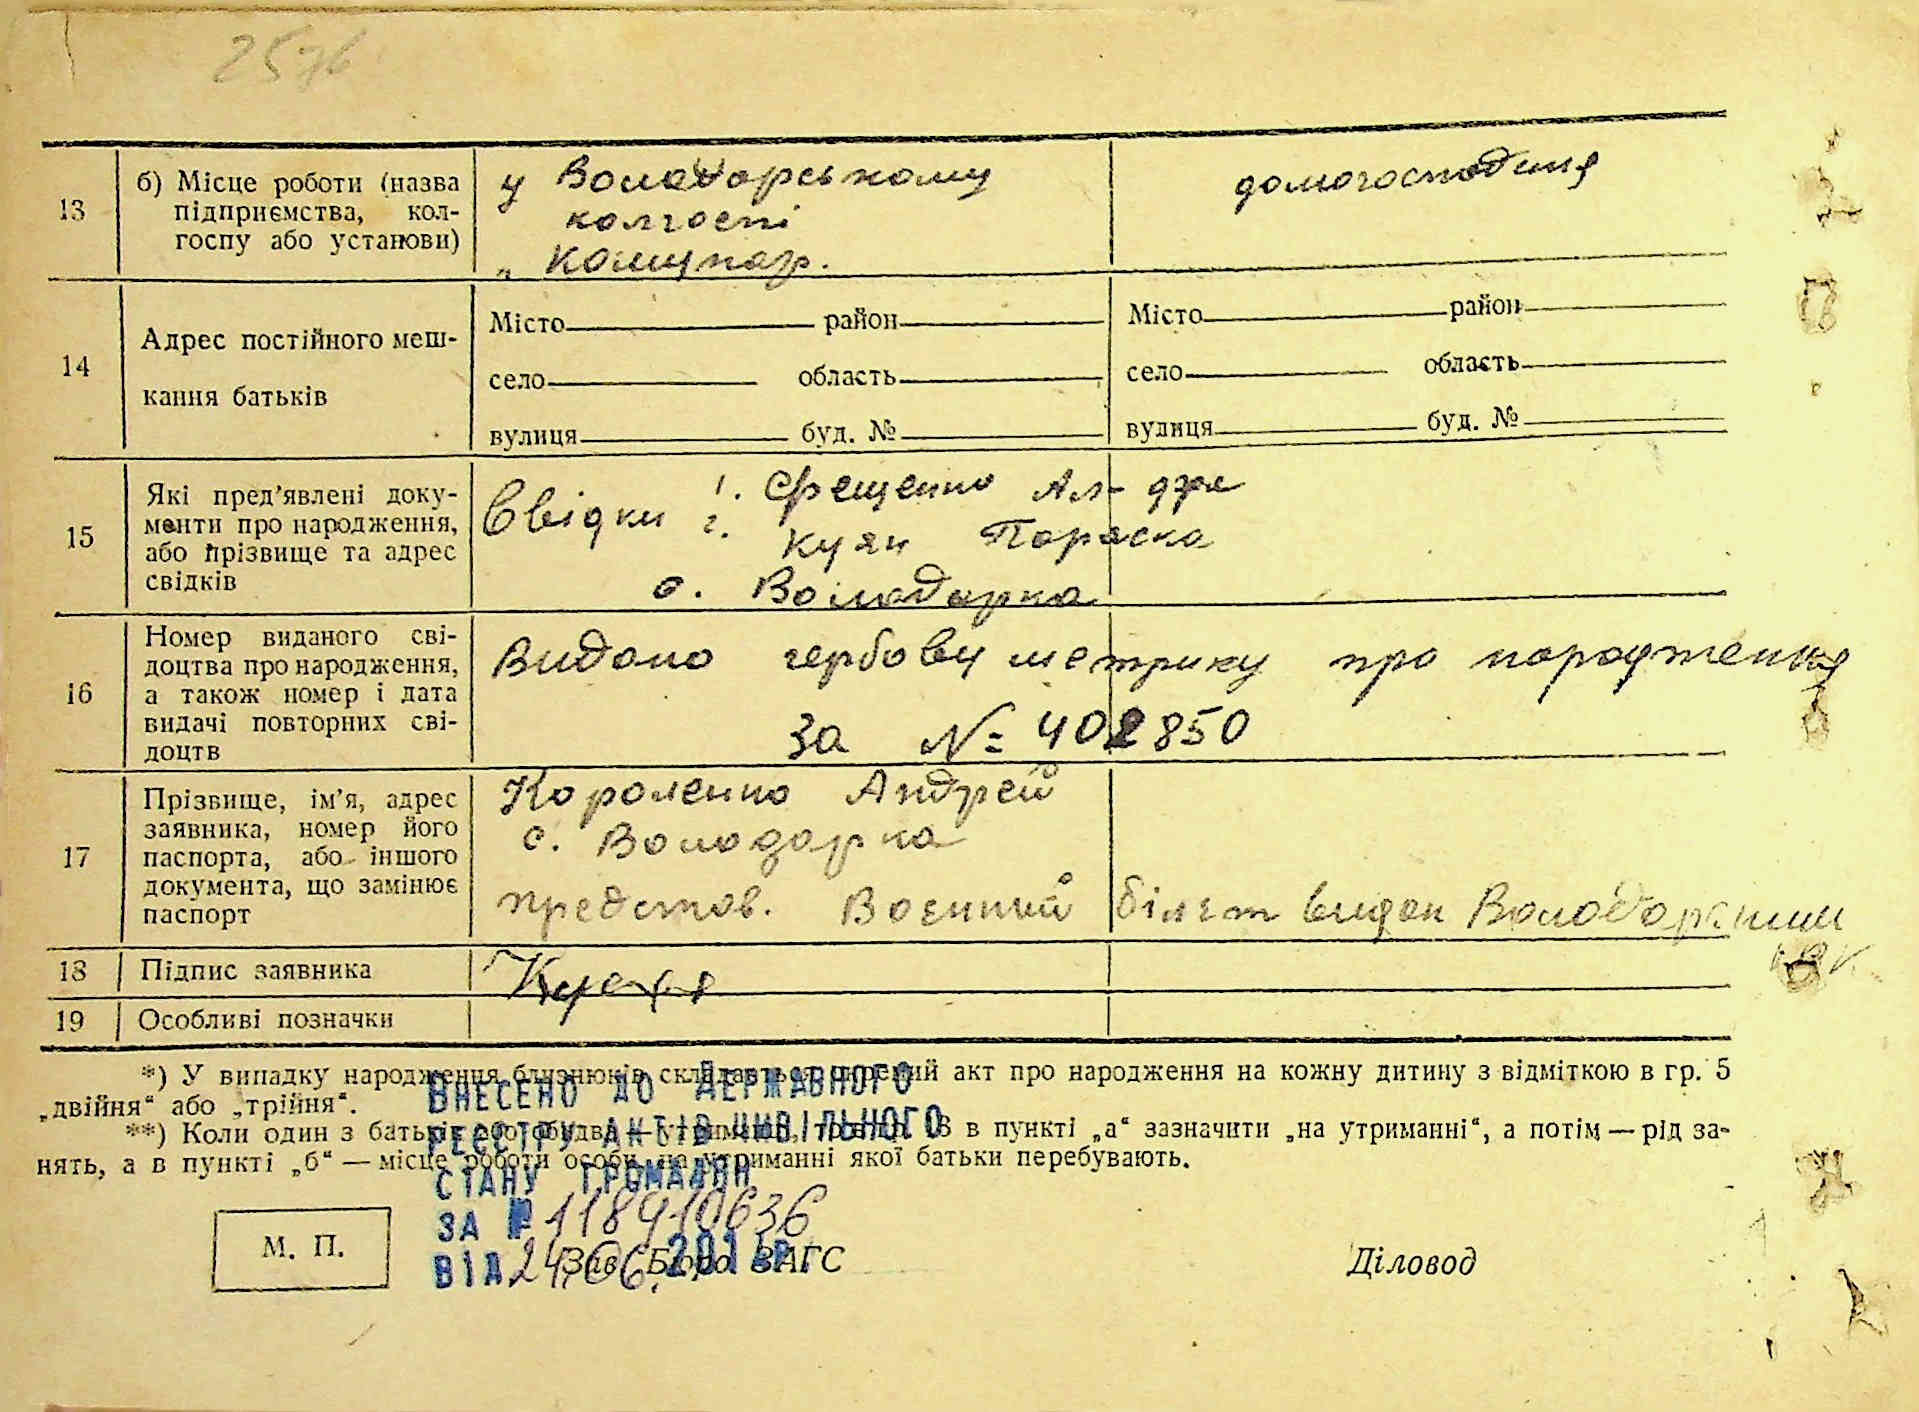 2576
13
б) Місце роботи (назва
підприємства, кол-
госпу або установи)
у Володарському
колгоспі
„ Комунар.
домогосподиня
14
Адрес постійного меш-
кання батьків
Місто район
село область
вулиця буд. №
Місто район
село область
вулиця буд. №
15
Які пред’явлені доку-
менти про народження,
або прізвище та адрес
свідків
Свідки 1. Фещенко Ал-дра
2. Куян Параска
с. Володарка
16
Номер виданого сві-
доцтва про народження,
а також номер і дата
видачі повторних сві-
доцтв
Видано гербову метрику про народження
за № 402850
17
Прізвище, ім’я, адрес
заявника, номер його
паспорта, або іншого
документа, що замінює
паспорт
Короленко Андрей
с. Володарка
представ. Военний білет видан Володарським
18
Підпис заявника
19
Особливі позначки
*) У випадку народження близнюків складається окремий акт про народження на кожну дитину з відміткою в гр. 5
„двійня“ або „трійня“.
**) Коли один з батьків або обидва — утриманці, то в гр. 13 в пункті „а“ зазначити „на утриманні“, а потім — рід за-
нять, а в пункті „б“ — місце роботи особи, на утриманні якої батьки перебувають.
ВНЕСЕНО ДО ДЕРЖАВНОГО
РЕЄСТРУ АКТІВ ЦИВІЛЬНОГО
СТАНУ ГРОМАДЯН
ЗА № 118910636
ВІД 24.06. 201 р.
М. П.
Зав. Бюро ЗАГС
Діловод